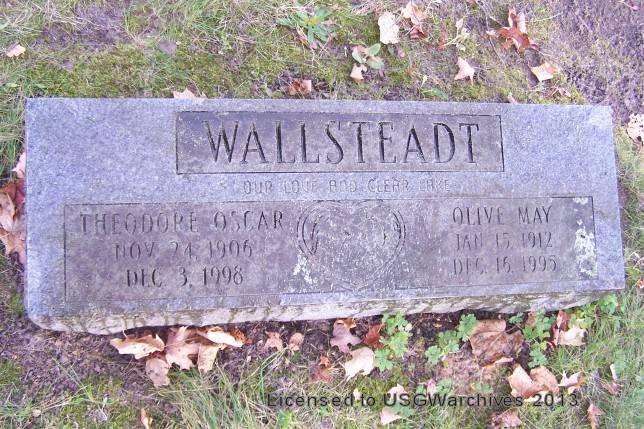 WALLSTEADT
OUR LOVE AND CLEAR LAKE
THEODORE OSCAR
NOV 24, 1906
DEC 3, 1998
OLIVE MAY
JAN 15, 1912
DEC 16, 1995
Licensed to USGWarchives 2013